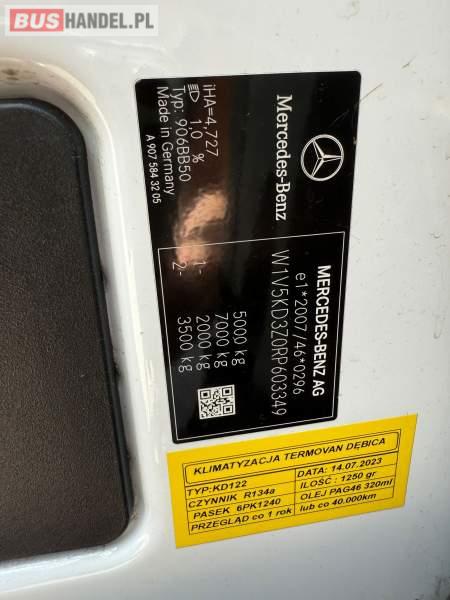 BUSHANDEL.PL
Mercedes-Benz
iHA=4,727
1,0 %
Typ: 906BB50
Made in Germany
A 907 584 32 05
MERCEDES-BENZ AG
e1*2007/46*0296
W1V5KD3Z0RP603349
5000 kg
7000 kg
1- 2000 kg
2- 3500 kg
KLIMATYZACJA TERMOVAN DĘBICA
TYP:KD122 DATA: 14.07.2023
CZYNNIK R134a ILOŚĆ : 1250 gr
PASEK 6PK1240 OLEJ PAG46 320ml
PRZEGLĄD co 1 rok lub co 40.000km